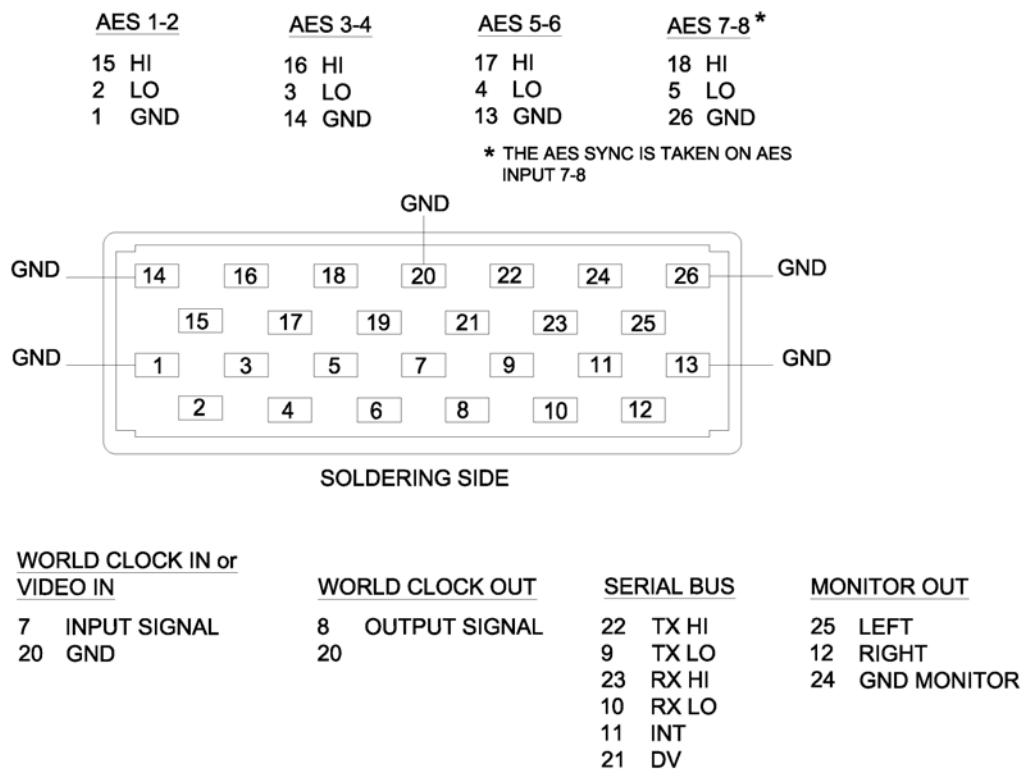 AES 1-2
15 HI
2 LO
1 GND
AES 3-4
16 HI
3 LO
14 GND
AES 5-6
17 HI
4 LO
13 GND
AES 7-8 *
18 HI
5 LO
26 GND
* THE AES SYNC IS TAKEN ON AES
INPUT 7-8
GND
GND 14 16 18 20 22 24 26 GND
15 17 19 21 23 25
GND 1 3 5 7 9 11 13 GND
2 4 6 8 10 12
SOLDERING SIDE
WORLD CLOCK IN or
VIDEO IN
7 INPUT SIGNAL
20 GND
WORLD CLOCK OUT
8 OUTPUT SIGNAL
20
SERIAL BUS
22 TX HI
9 TX LO
23 RX HI
10 RX LO
11 INT
21 DV
MONITOR OUT
25 LEFT
12 RIGHT
24 GND MONITOR